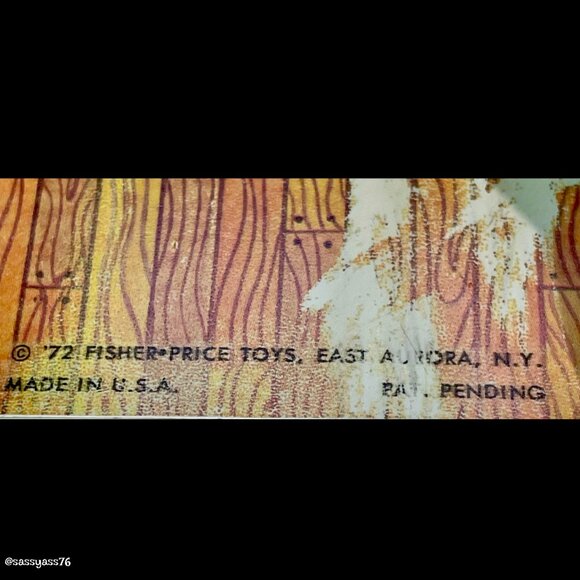 © '72 FISHER•PRICE TOYS, EAST AURORA, N.Y.
MADE IN U.S.A. PAT. PENDING
@sassyass76